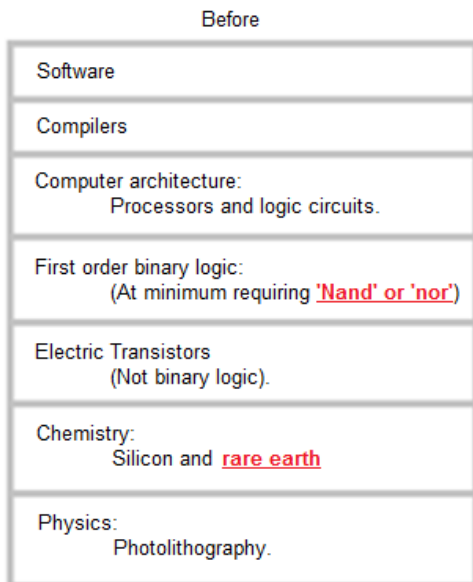 Before
Software
Compilers
Computer architecture:
Processors and logic circuits.
First order binary logic:
(At minimum requiring 'Nand' or 'nor')
Electric Transistors
(Not binary logic).
Chemistry:
Silicon and rare earth
Physics:
Photolithography.